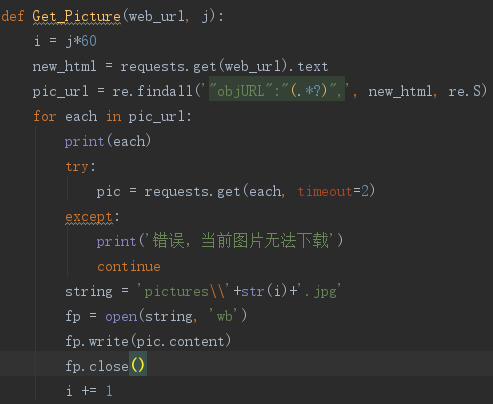 def Get_Picture(web_url, j):
    i = j*60
    new_html = requests.get(web_url).text
    pic_url = re.findall('"objURL":"(.*?)",', new_html, re.S)
    for each in pic_url:
        print(each)
        try:
            pic = requests.get(each, timeout=2)
        except:
            print('错误，当前图片无法下载')
            continue
        string = 'pictures\\'+str(i)+'.jpg'
        fp = open(string, 'wb')
        fp.write(pic.content)
        fp.close()
        i += 1